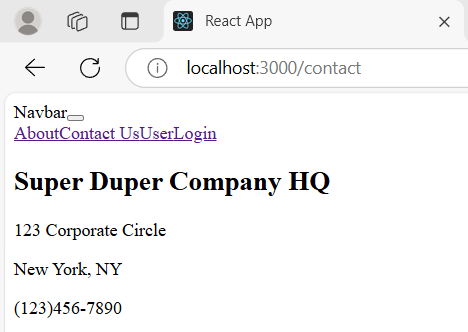 React App
localhost:3000/contact
Navbar
AboutContact UsUserLogin
Super Duper Company HQ
123 Corporate Circle
New York, NY
(123)456-7890